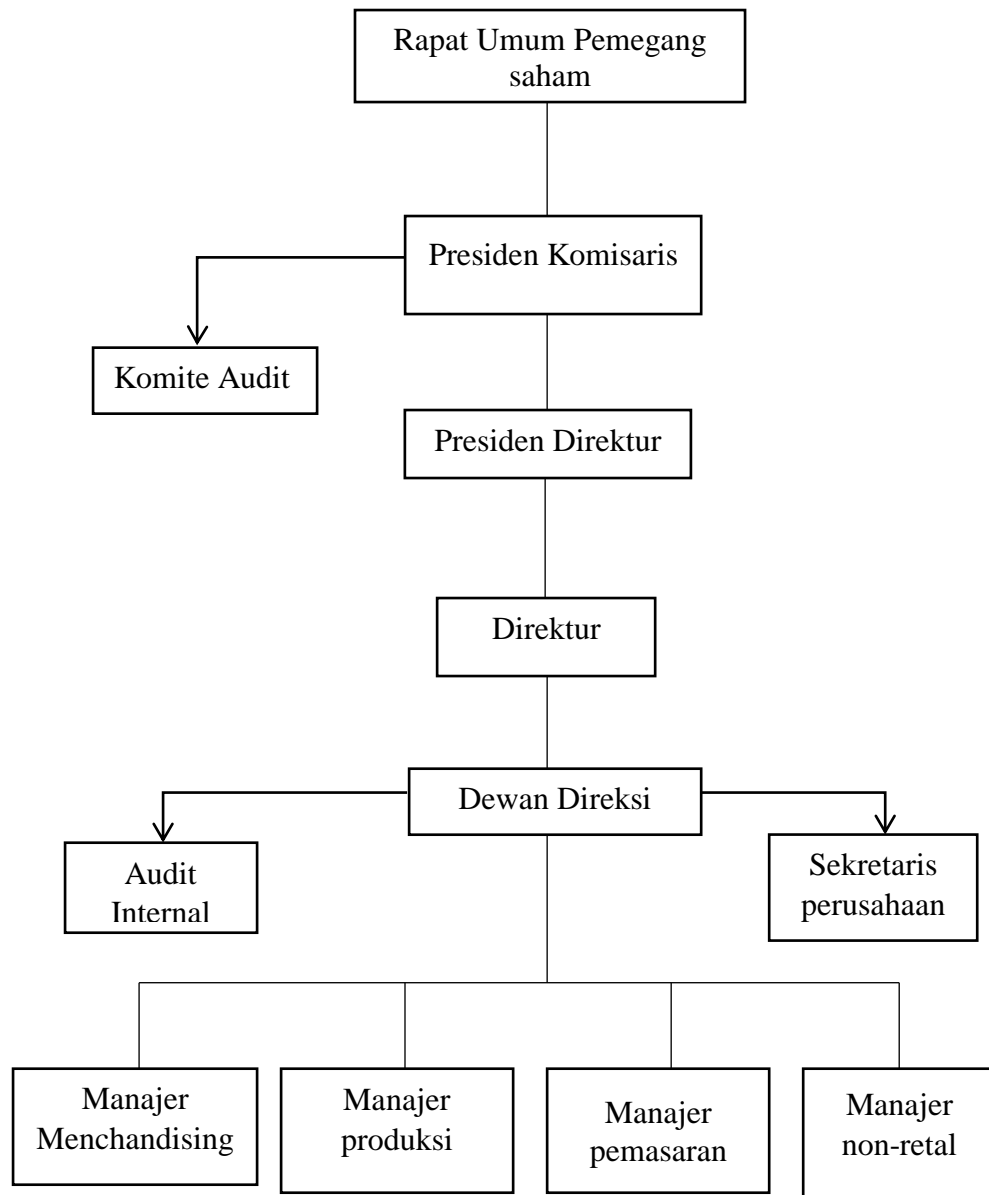 Rapat Umum Pemegang
saham
Presiden Komisaris
Komite Audit
Presiden Direktur
Direktur
Dewan Direksi
Audit
Internal
Sekretaris
perusahaan
Manajer
Menchandising
Manajer
produksi
Manajer
pemasaran
Manajer
non-retal